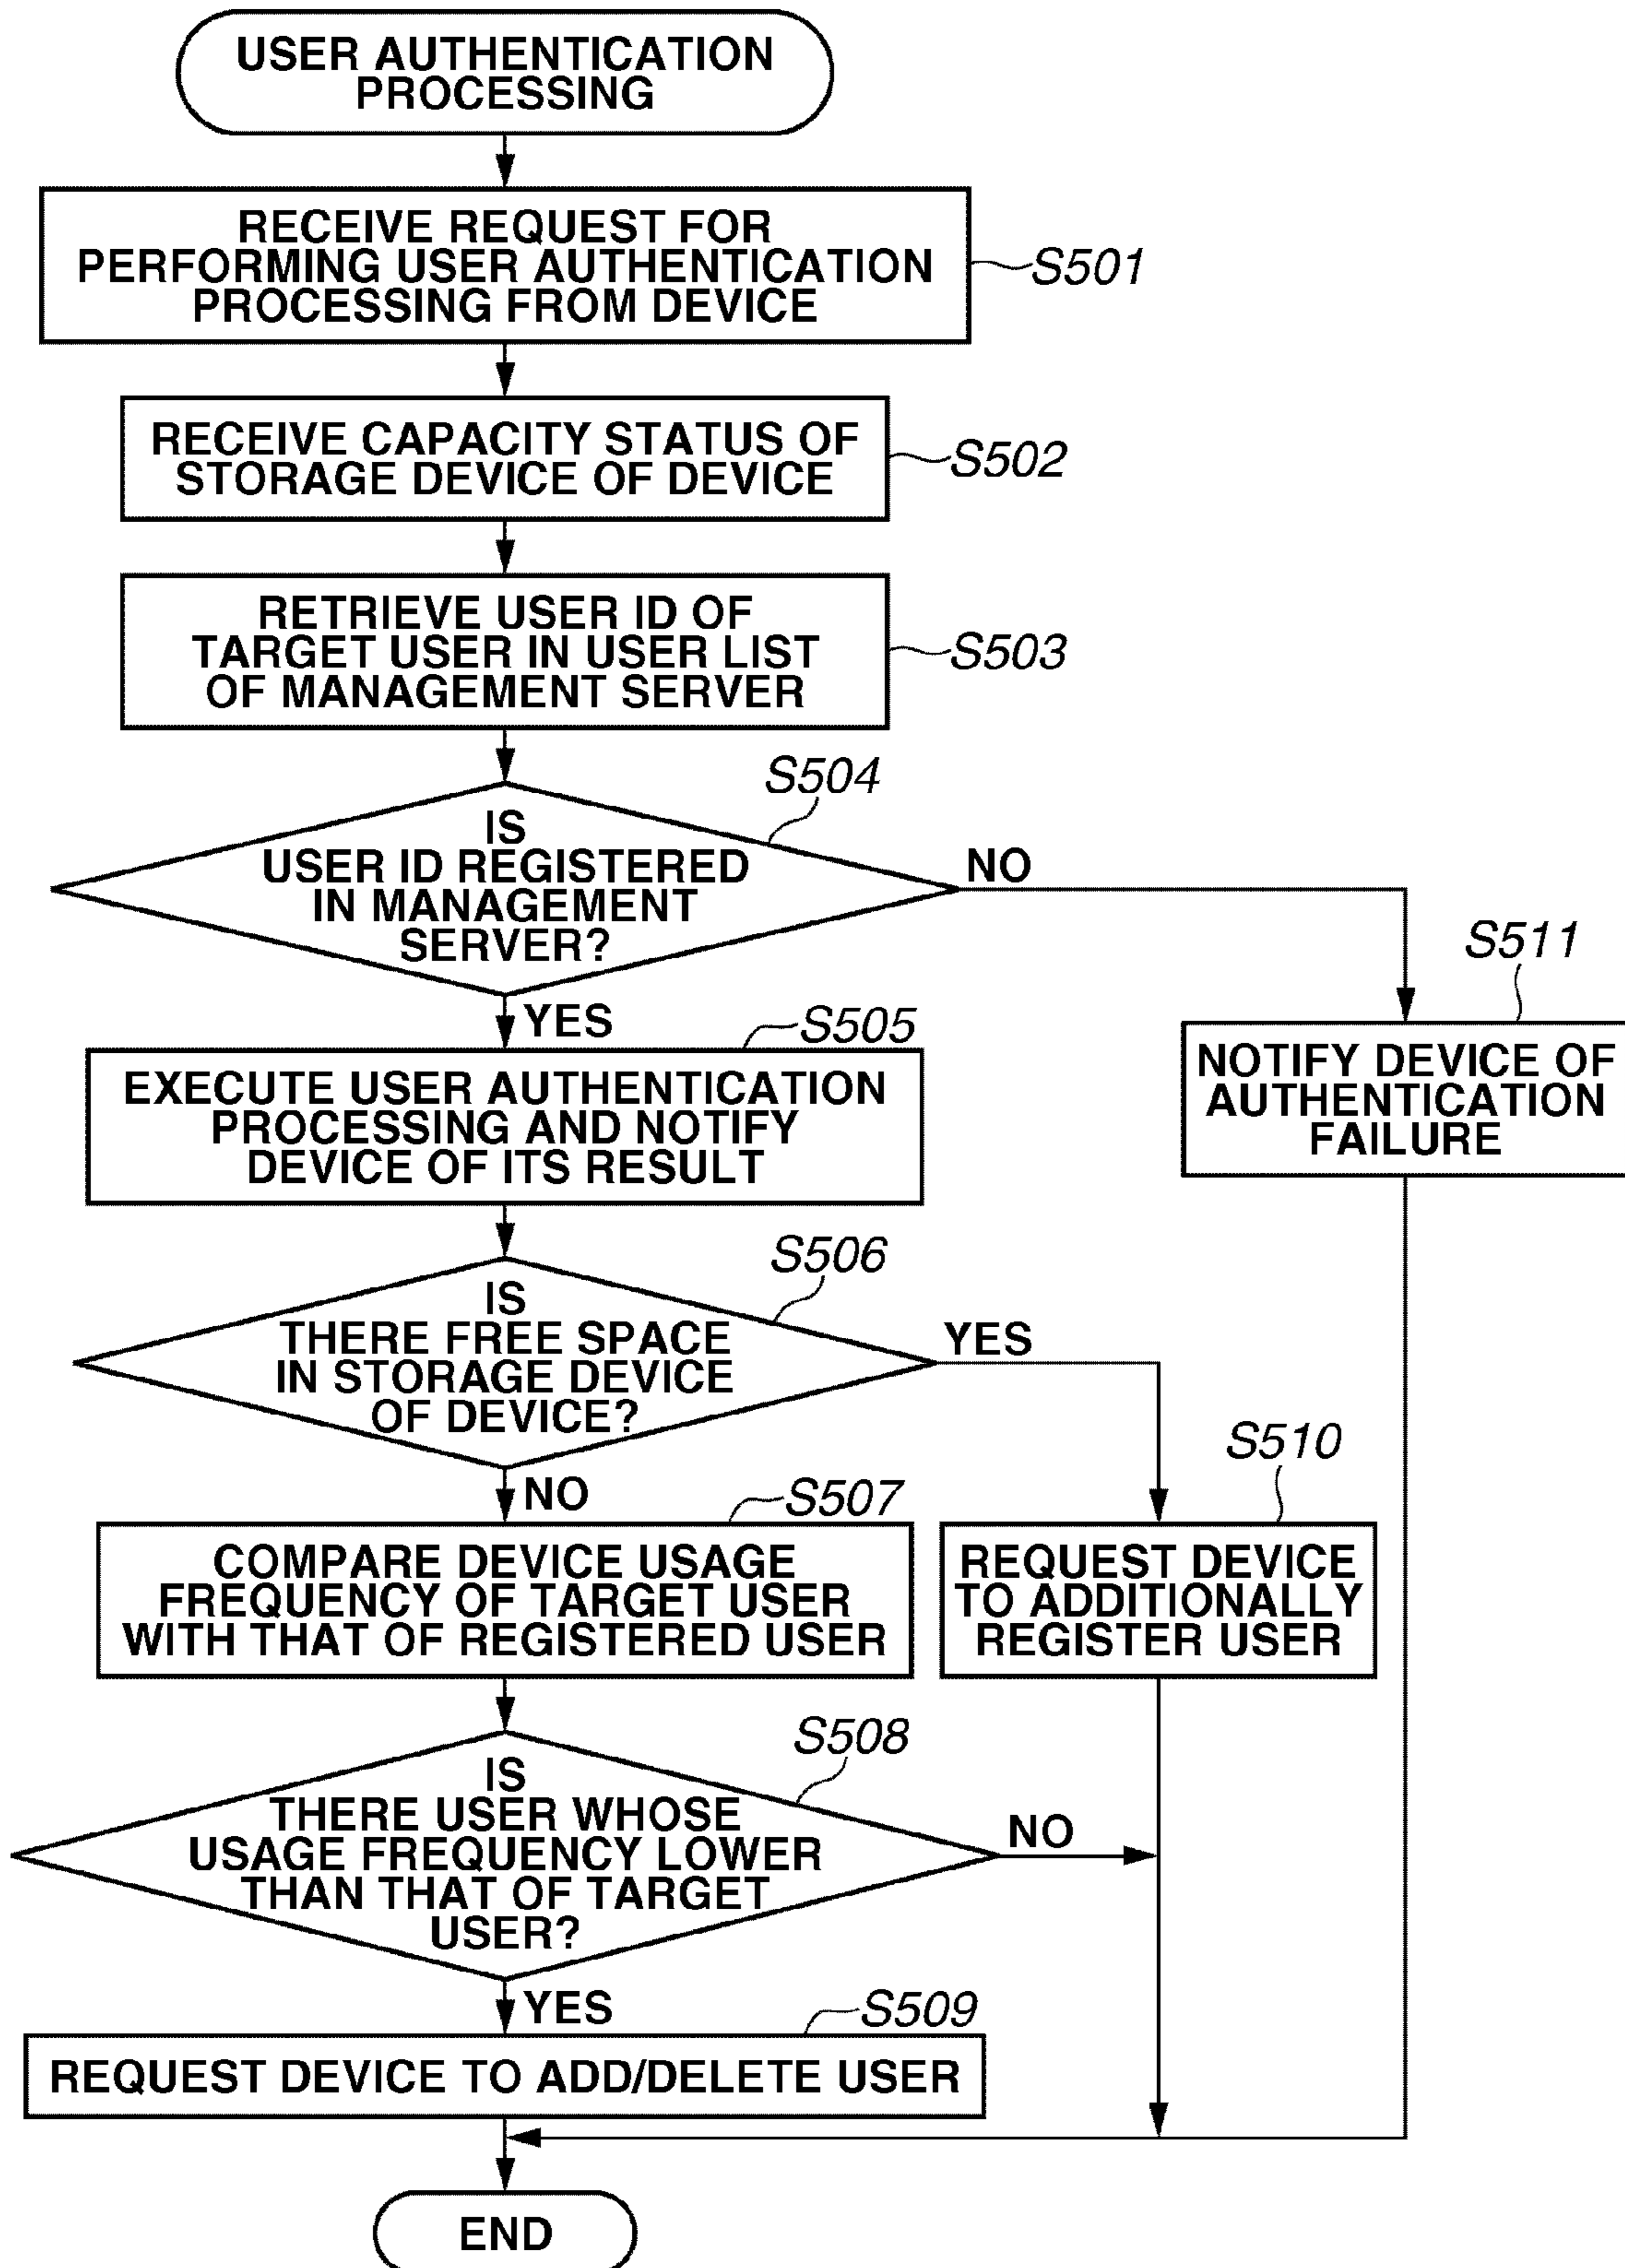 USER AUTHENTICATION
PROCESSING
RECEIVE REQUEST FOR
PERFORMING USER AUTHENTICATION
PROCESSING FROM DEVICE
S501
RECEIVE CAPACITY STATUS OF
STORAGE DEVICE OF DEVICE
S502
RETRIEVE USER ID OF
TARGET USER IN USER LIST
OF MANAGEMENT SERVER
S503
S504
IS
USER ID REGISTERED
IN MANAGEMENT
SERVER?
NO
YES
S511
NOTIFY DEVICE OF
AUTHENTICATION
FAILURE
S505
EXECUTE USER AUTHENTICATION
PROCESSING AND NOTIFY
DEVICE OF ITS RESULT
S506
IS
THERE FREE SPACE
IN STORAGE DEVICE
OF DEVICE?
YES
NO
S507
COMPARE DEVICE USAGE
FREQUENCY OF TARGET USER
WITH THAT OF REGISTERED USER
S510
REQUEST DEVICE
TO ADDITIONALLY
REGISTER USER
S508
IS
THERE USER WHOSE
USAGE FREQUENCY LOWER
THAN THAT OF TARGET
USER?
NO
YES
S509
REQUEST DEVICE TO ADD/DELETE USER
END